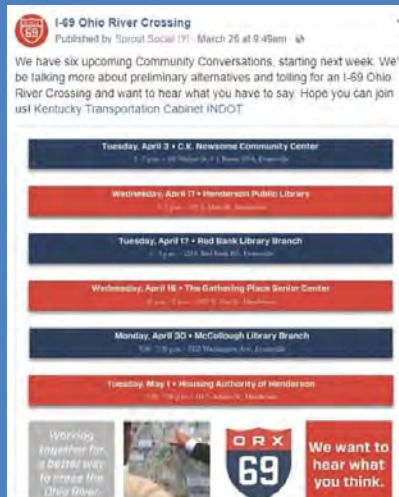 I-69 Ohio River Crossing
Published by Sprout Social [?] · March 26 at 9:49am ·
We have six upcoming Community Conversations, starting next week. We'll
be talking more about preliminary alternatives and tolling for an I-69 Ohio
River Crossing and want to hear what you have to say. Hope you can join
us! Kentucky Transportation Cabinet INDOT
Tuesday, April 3 • C.K. Newsome Community Center
Wednesday, April 11 • Henderson Public Library
Tuesday, April 17 • Red Bank Library Branch
Wednesday, April 18 • The Gathering Place Senior Center
Monday, April 30 • McCollough Library Branch
Tuesday, May 1 • Housing Authority of Henderson
Working
together for
a better way
to cross the
Ohio River.
ORX
69
We want to
hear what
you think.